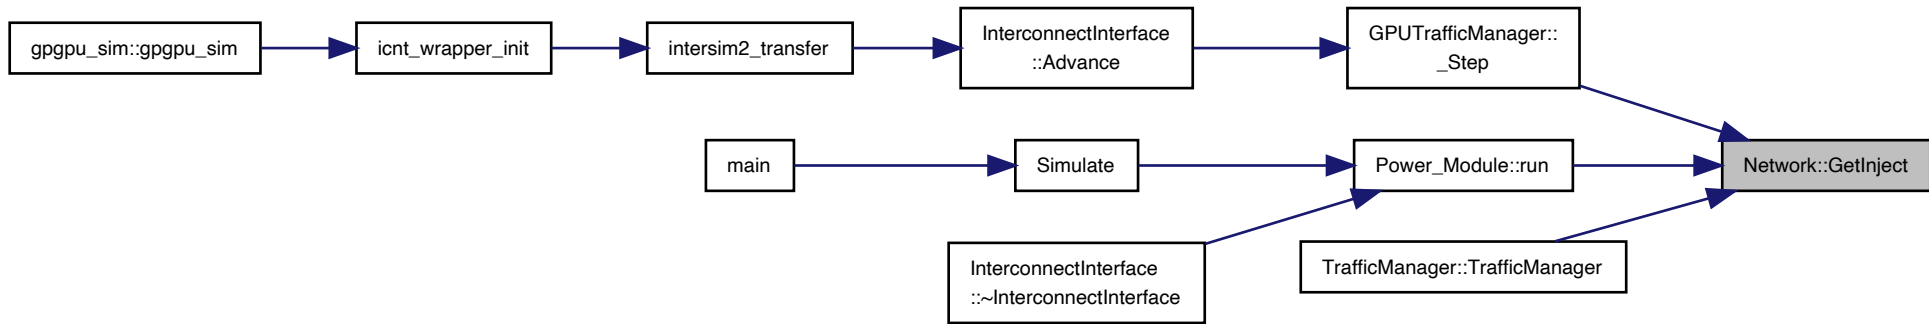 gpgpu_sim::gpgpu_sim
icnt_wrapper_init
intersim2_transfer
InterconnectInterface
::Advance
GPUTrafficManager::
_Step
main
Simulate
Power_Module::run
Network::GetInject
InterconnectInterface
::~InterconnectInterface
TrafficManager::TrafficManager